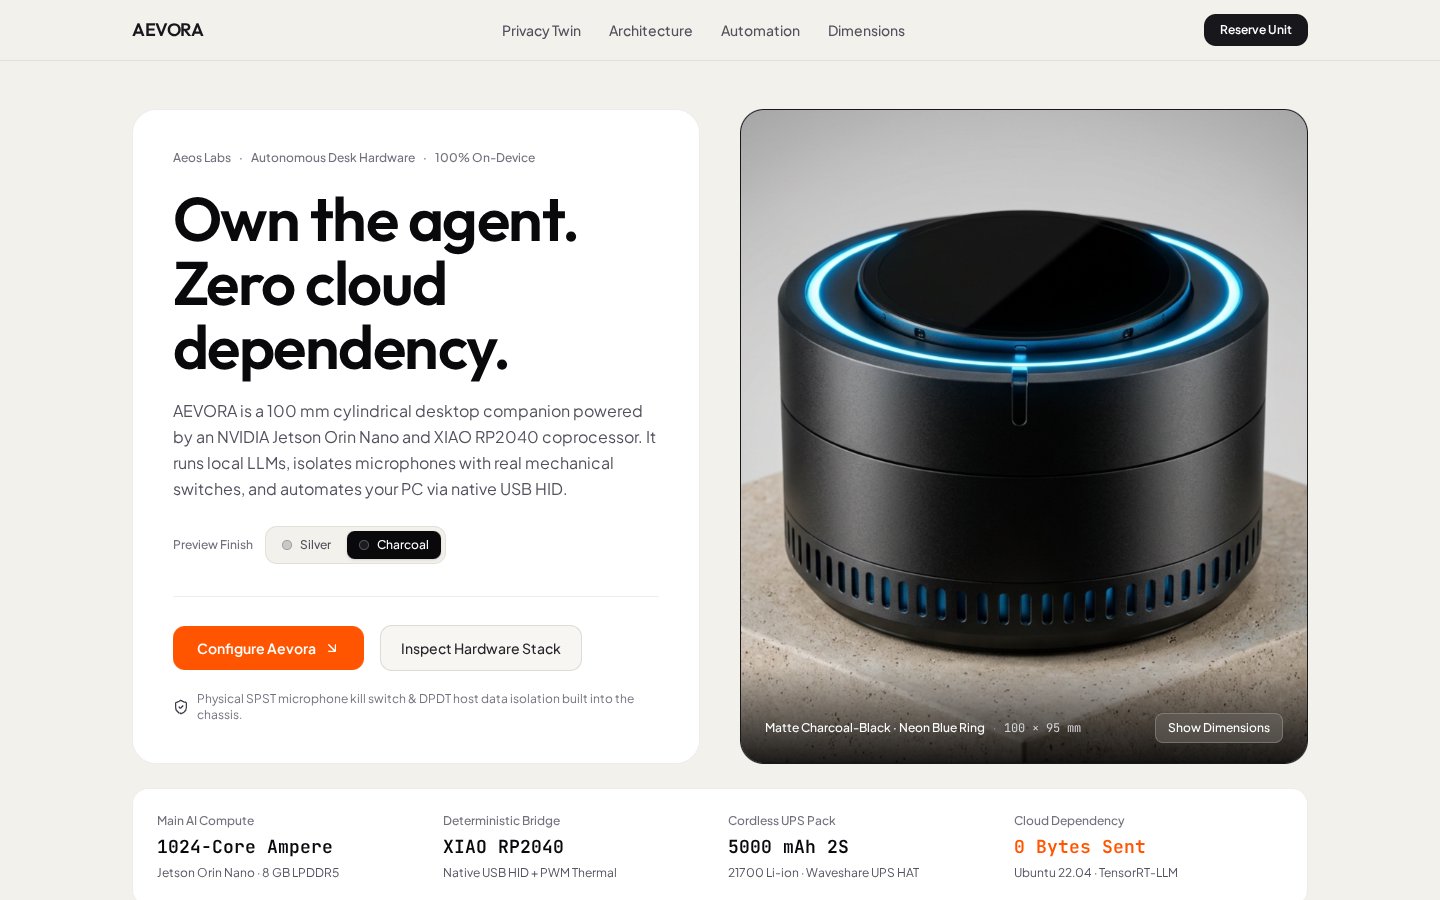 AEVORA
Privacy Twin
Architecture
Automation
Dimensions
Reserve Unit
Aeos Labs · Autonomous Desk Hardware · 100% On-Device
Own the agent.
Zero cloud
dependency.
AEVORA is a 100 mm cylindrical desktop companion powered
by an NVIDIA Jetson Orin Nano and XIAO RP2040 coprocessor. It
runs local LLMs, isolates microphones with real mechanical
switches, and automates your PC via native USB HID.
Preview Finish
Silver
Charcoal
Configure Aevora
Inspect Hardware Stack
Physical SPST microphone kill switch & DPDT host data isolation built into the
chassis.
Matte Charcoal-Black · Neon Blue Ring · 100 × 95 mm
Show Dimensions
Main AI Compute
1024-Core Ampere
Jetson Orin Nano · 8 GB LPDDR5
Deterministic Bridge
XIAO RP2040
Native USB HID + PWM Thermal
Cordless UPS Pack
5000 mAh 2S
21700 Li-ion · Waveshare UPS HAT
Cloud Dependency
0 Bytes Sent
Ubuntu 22.04 · TensorRT-LLM